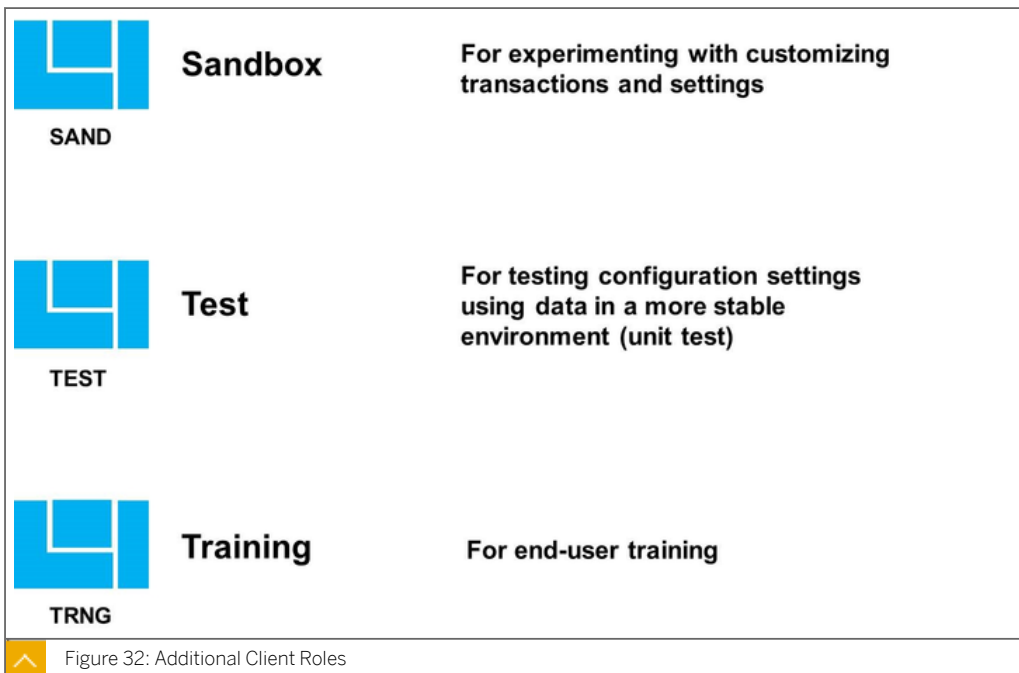 Sandbox
For experimenting with customizing
transactions and settings
SAND
Test
For testing configuration settings
using data in a more stable
environment (unit test)
TEST
Training
For end-user training
TRNG
Figure 32: Additional Client Roles